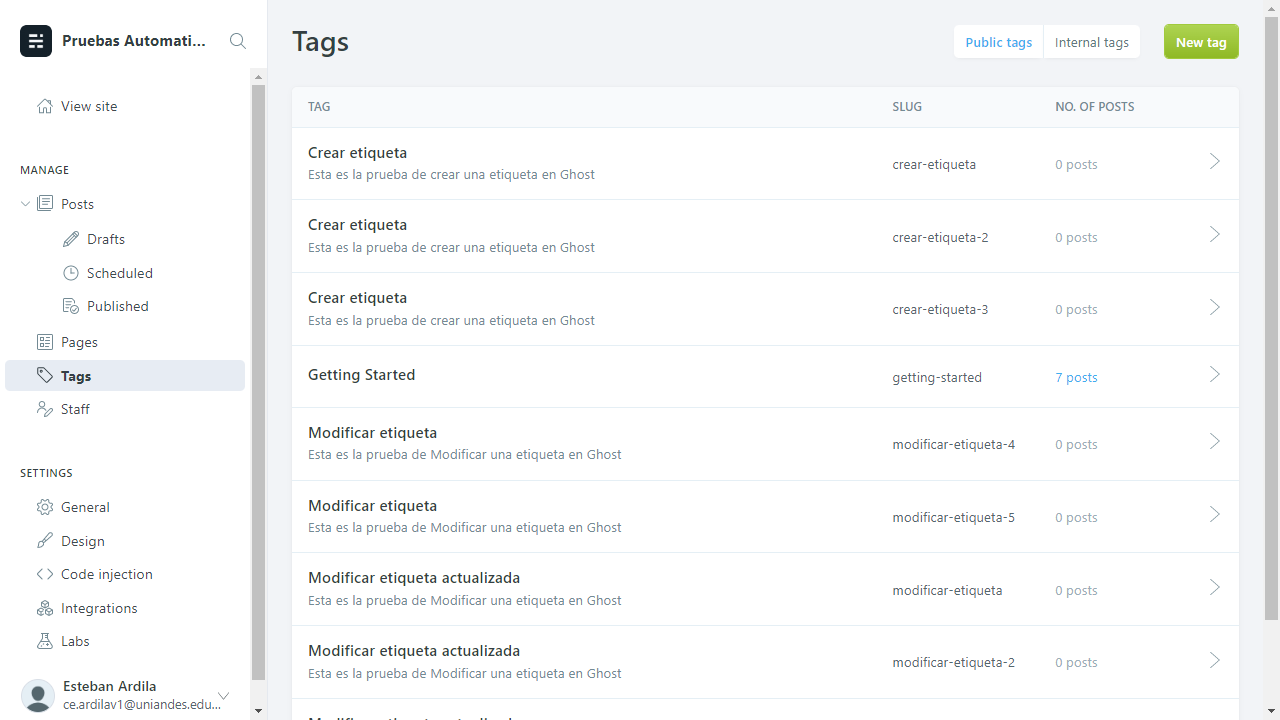 Pruebas Automati...
View site
MANAGE
Posts
Drafts
Scheduled
Published
Pages
Tags
Staff
SETTINGS
General
Design
Code injection
Integrations
Labs
Esteban Ardila
ce.ardilav1@uniandes.edu...
Tags
Public tags
Internal tags
New tag
TAG SLUG NO. OF POSTS
Crear etiqueta
Esta es la prueba de crear una etiqueta en Ghost
crear-etiqueta
0 posts
Crear etiqueta
Esta es la prueba de crear una etiqueta en Ghost
crear-etiqueta-2
0 posts
Crear etiqueta
Esta es la prueba de crear una etiqueta en Ghost
crear-etiqueta-3
0 posts
Getting Started
getting-started
7 posts
Modificar etiqueta
Esta es la prueba de Modificar una etiqueta en Ghost
modificar-etiqueta-4
0 posts
Modificar etiqueta
Esta es la prueba de Modificar una etiqueta en Ghost
modificar-etiqueta-5
0 posts
Modificar etiqueta actualizada
Esta es la prueba de Modificar una etiqueta en Ghost
modificar-etiqueta
0 posts
Modificar etiqueta actualizada
Esta es la prueba de Modificar una etiqueta en Ghost
modificar-etiqueta-2
0 posts